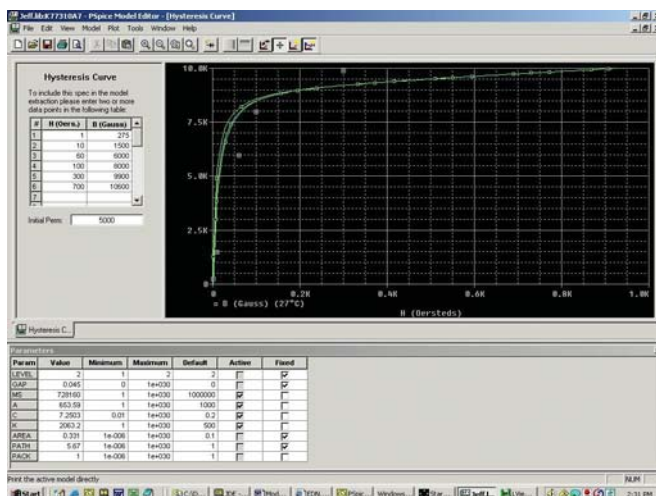 Jeff.lib:K77310A7 - PSpice Model Editor - [Hysteresis Curve]
File Edit View Model Plot Tools Window Help
Hysteresis Curve
To include this spec in the model
extraction please enter two or more
data points in the following table:
# H (Oers.) B (Gauss)
1 1 275
2 10 1500
3 60 6000
4 100 8000
5 300 9900
6 700 10600
7
Initial Perm: 5000
10.0K
7.5K
5.0K
2.5K
0
0 0.2K 0.4K 0.6K 0.8K 1.0K
B (Gauss) (27°C)
H (Oersteds)
Hysteresis C...
Parameters
Param Value Minimum Maximum Default Active Fixed
LEVEL 2 1 2 2
GAP 0.045 0 1e+030 0
MS 728160 1 1e+030 1000000
A 653.59 1 1e+030 1000
C 7.2503 0.01 1e+030 0.2
K 2063.2 1 1e+030 500
AREA 0.331 1e-006 1e+030 0.1
PATH 5.67 1e-006 1e+030 1
PACK 1 1e-006 1e+030 1
Print the active model directly
NUM
Start
Windows...
Star...
Jeff.l...
2:31 PM